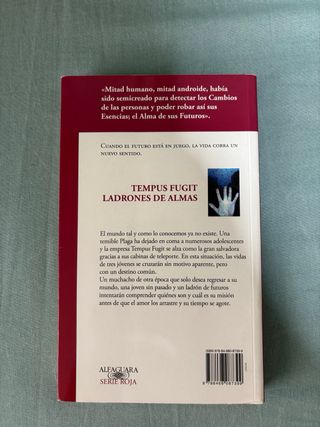 «Mitad humano, mitad androide, había
sido semicreado para detectar los Cambios
de las personas y poder robar así sus
Esencias; el Alma de sus Futuros».
CUANDO EL FUTURO ESTÁ EN JUEGO, LA VIDA COBRA UN
NUEVO SENTIDO.
TEMPUS FUGIT
LADRONES DE ALMAS
El mundo tal y como lo conocemos ya no existe. Una
temible Plaga ha dejado en coma a numerosos adolescentes
y la empresa Tempus Fugit se alza como la gran salvadora
gracias a sus cabinas de teleporte. En esta situación, las vidas
de tres jóvenes se cruzarán sin motivo aparente, pero
con un destino común.
Un muchacho de otra época que solo desea regresar a su
mundo, una joven sin pasado y un ladrón de futuros
intentarán comprender quiénes son y cuál es su misión
antes de que el amor los arrastre y su tiempo se agote.
ALFAGUARA
SERIE ROJA